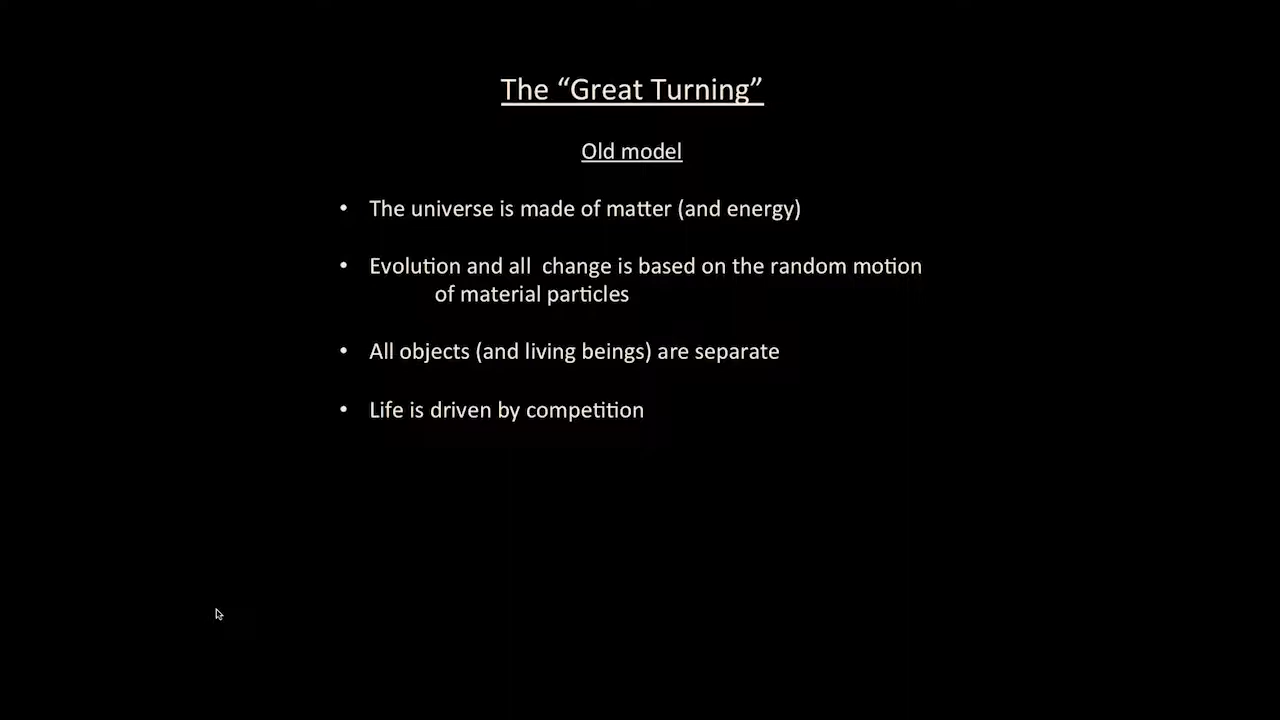 The “Great Turning”
Old model
• The universe is made of matter (and energy)
• Evolution and all  change is based on the random motion
of material particles
• All objects (and living beings) are separate
• Life is driven by competition